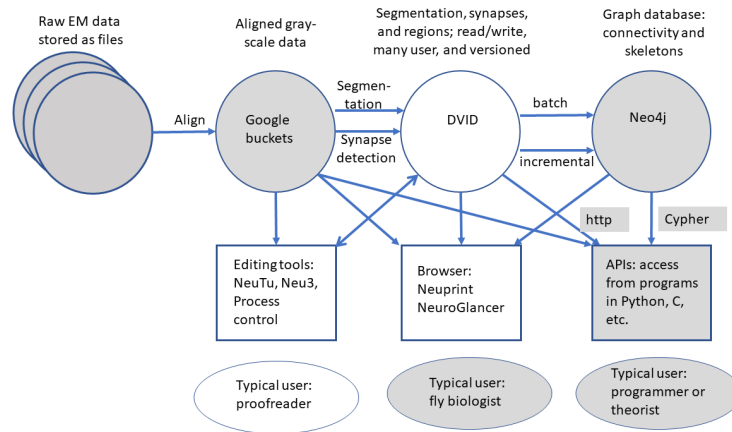 Raw EM data
stored as files
Aligned gray-
scale data
Segmentation, synapses,
and regions; read/write,
many user, and versioned
Graph database:
connectivity and
skeletons
Align
Google
buckets
Segmen-
tation
Synapse
detection
DVID
batch
incremental
Neo4j
http
Cypher
Editing tools:
NeuTu, Neu3,
Process
control
Browser:
Neuprint
NeuroGlancer
APIs: access
from programs
in Python, C,
etc.
Typical user:
proofreader
Typical user:
fly biologist
Typical user:
programmer or
theorist